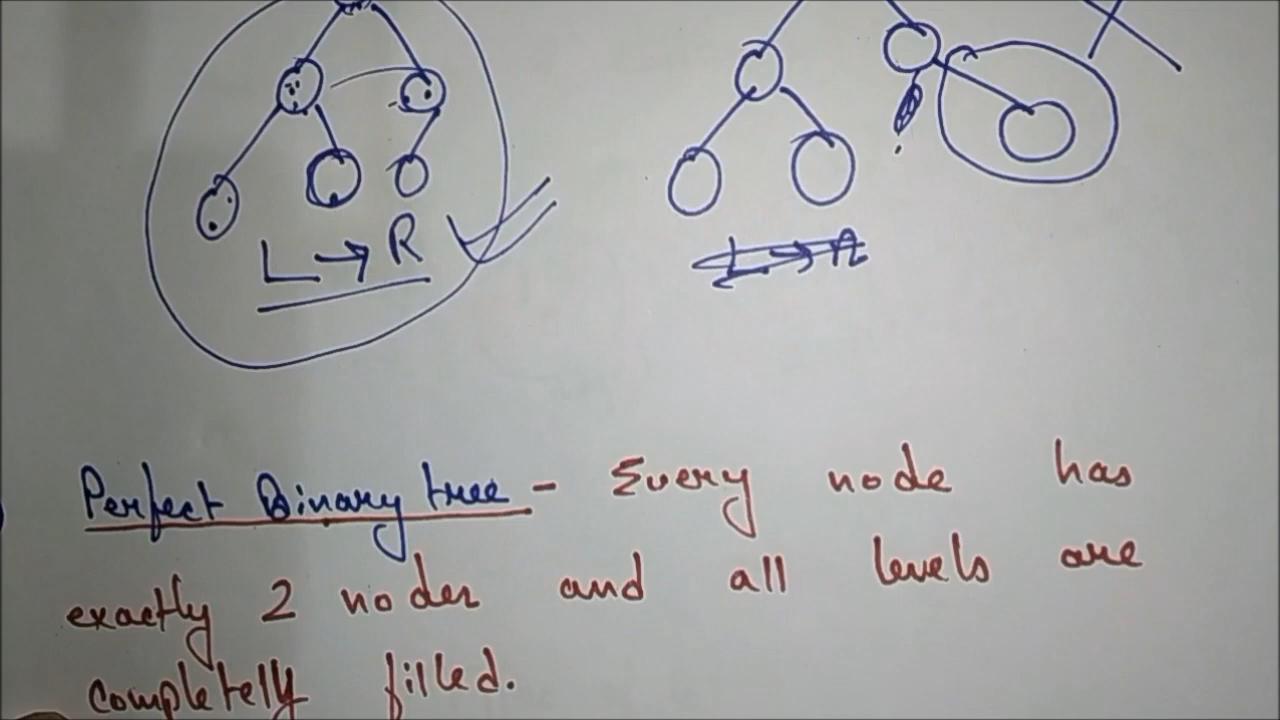 L → R
L → R
Perfect Binary tree - Every node has
exactly 2 nodes and all levels are
completely filled.